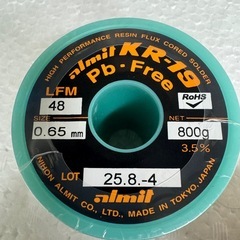 HIGH PERFORMANCE RESIN FLUX CORED SOLDER
almit KR-19
Pb-Free
RoHS
LFM
48
SIZE
0.65 mm
NET
800g
3.5%
LOT 25.8.-4
almit
NIHON ALMIT CO., LTD. MADE IN TOKYO, JAPAN